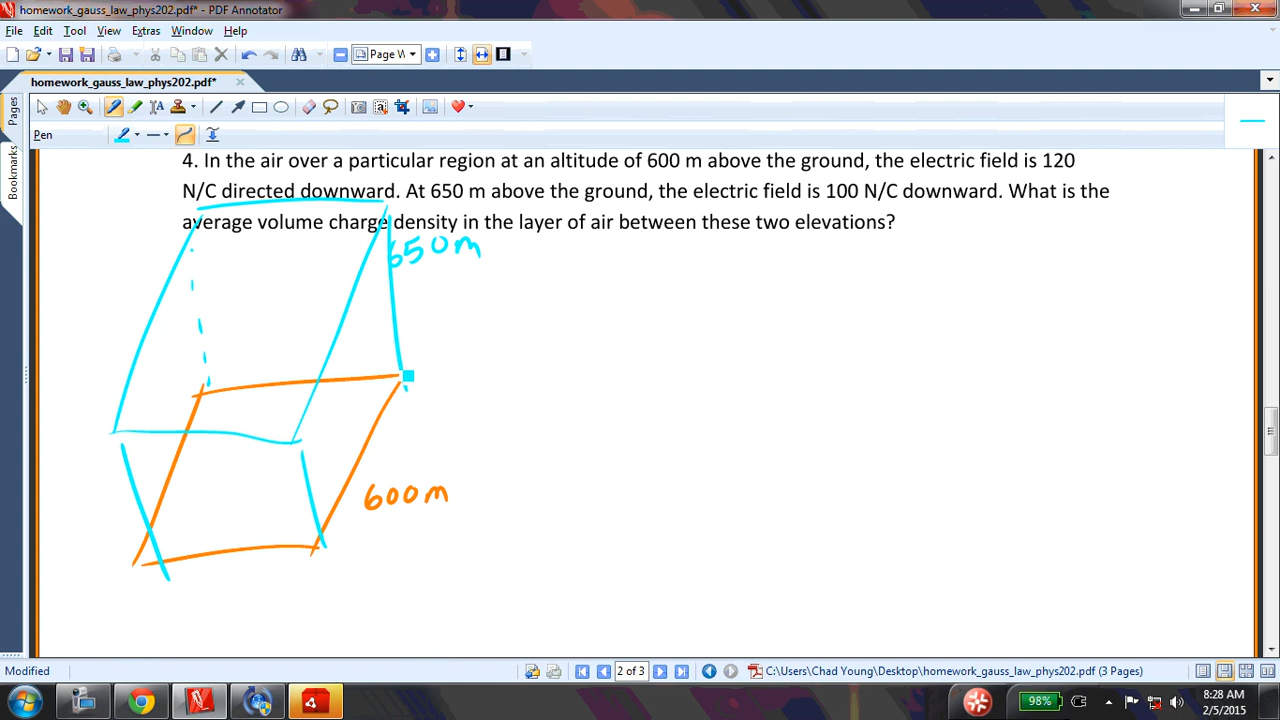 homework_gauss_law_phys202.pdf* - PDF Annotator
File Edit Tool View Extras Window Help
Page W
homework_gauss_law_phys202.pdf*
Pages
Bookmarks
Pen
4. In the air over a particular region at an altitude of 600 m above the ground, the electric field is 120
N/C directed downward. At 650 m above the ground, the electric field is 100 N/C downward. What is the
average volume charge density in the layer of air between these two elevations?
650m
600m
Modified
2 of 3
C:\Users\Chad Young\Desktop\homework_gauss_law_phys202.pdf (3 Pages)
98%
8:28 AM
2/5/2015